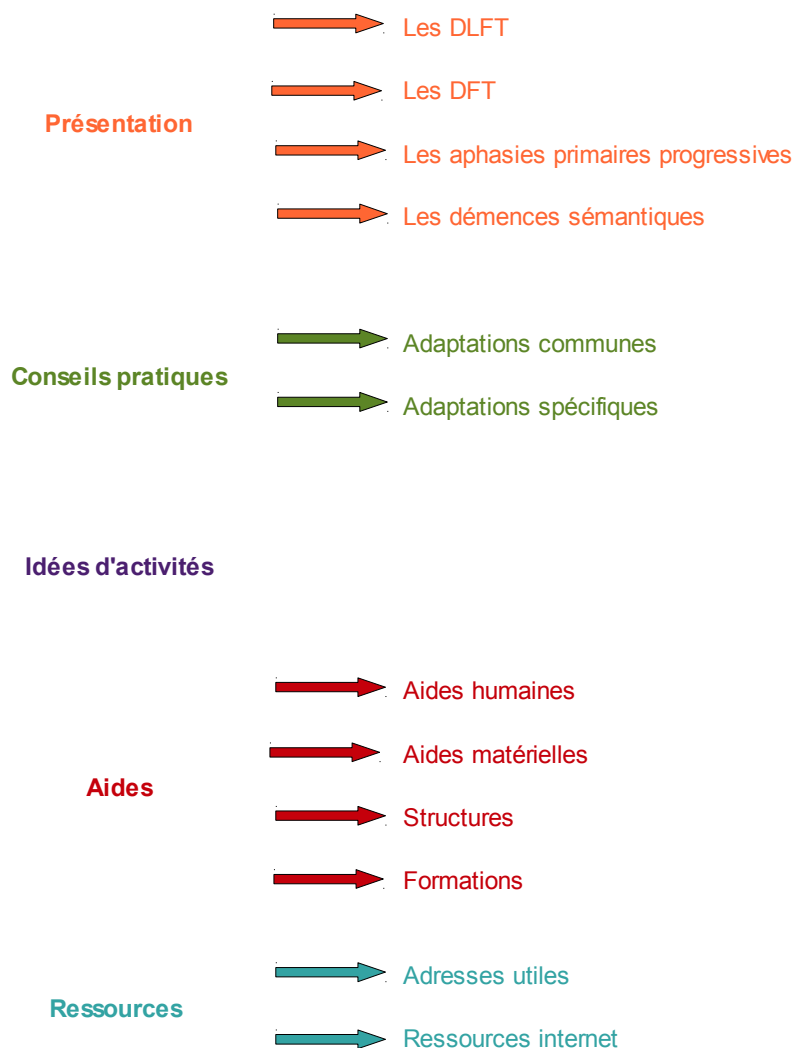 Présentation
Les DLFT
Les DFT
Les aphasies primaires progressives
Les démences sémantiques
Conseils pratiques
Adaptations communes
Adaptations spécifiques
Idées d'activités
Aides
Aides humaines
Aides matérielles
Structures
Formations
Ressources
Adresses utiles
Ressources internet